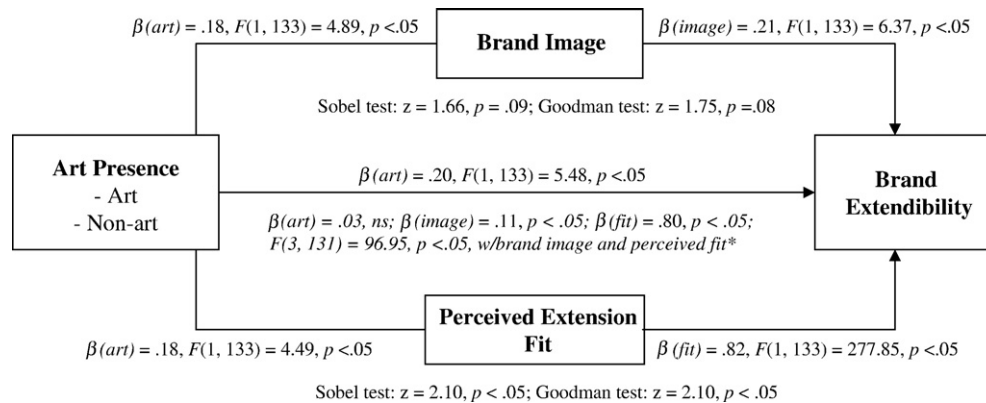 β(art) = .18, F(1, 133) = 4.89, p <.05
Brand Image
β(image) = .21, F(1, 133) = 6.37, p <.05
Sobel test: z = 1.66, p = .09; Goodman test: z = 1.75, p =.08
Art Presence
- Art
- Non-art
β(art) = .20, F(1, 133) = 5.48, p <.05
β(art) = .03, ns; β(image) = .11, p < .05; β(fit) = .80, p < .05;
F(3, 131) = 96.95, p <.05, w/brand image and perceived fit*
Brand
Extendibility
Perceived Extension
Fit
β(art) = .18, F(1, 133) = 4.49, p <.05
β(fit) = .82, F(1, 133) = 277.85, p <.05
Sobel test: z = 2.10, p < .05; Goodman test: z = 2.10, p < .05